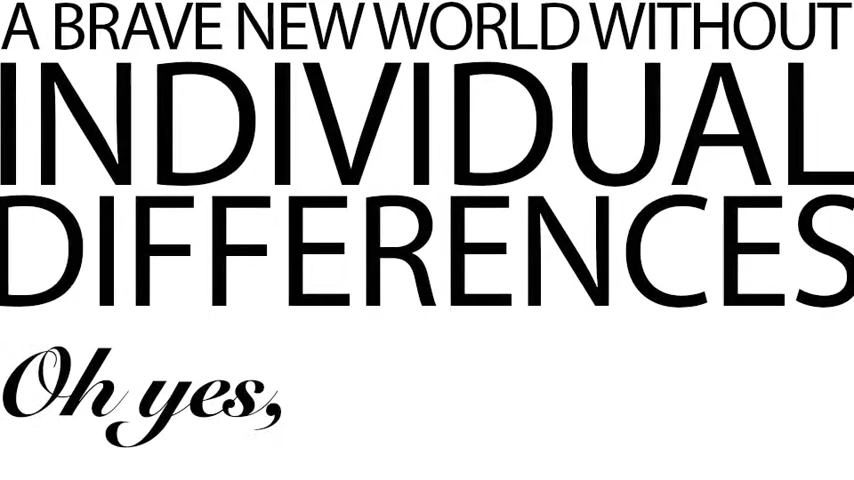 A BRAVE NEW WORLD WITHOUT
INDIVIDUAL
DIFFERENCES
Oh yes,